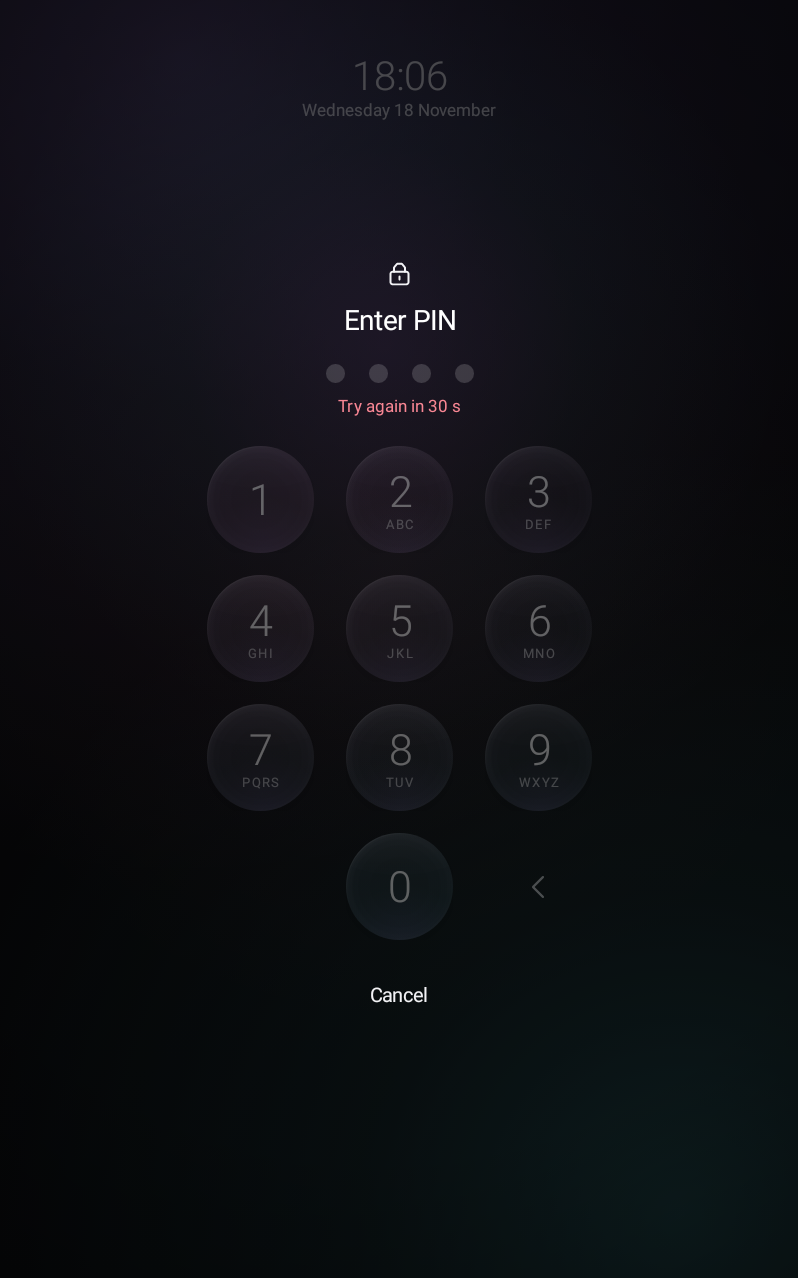 18:06
Wednesday 18 November
Enter PIN
Try again in 30 s
1
2
ABC
3
DEF
4
GHI
5
JKL
6
MNO
7
PQRS
8
TUV
9
WXYZ
0
Cancel